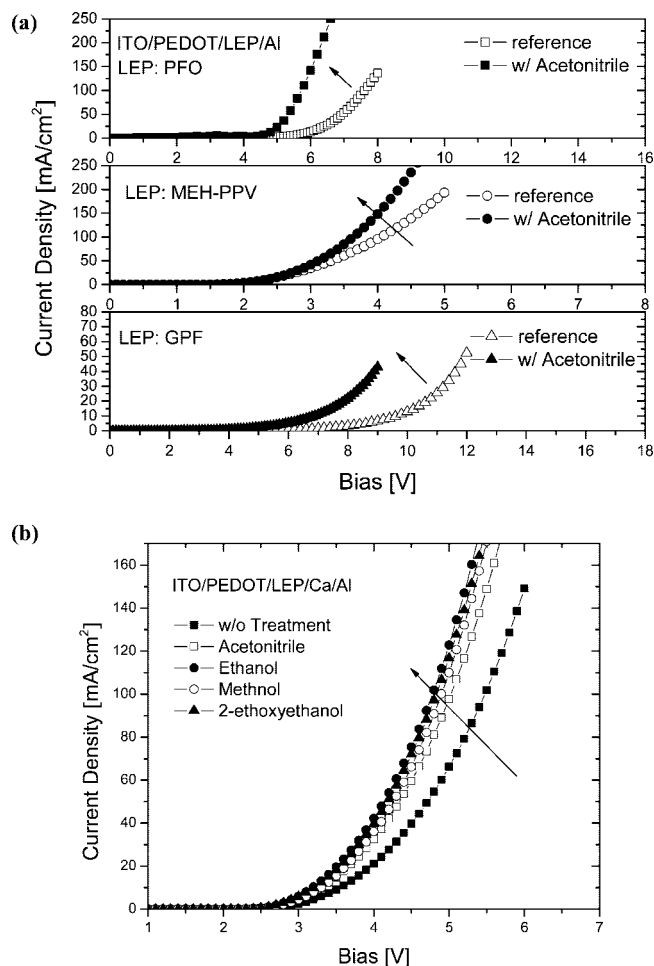 (a)
ITO/PEDOT/LEP/Al
LEP: PFO
reference
w/ Acetonitrile
250
200
150
100
50
0
0 2 4 6 8 10 12 14 16
LEP: MEH-PPV
reference
w/ Acetonitrile
250
200
150
100
50
0
0 1 2 3 4 5 6 7 8
LEP: GPF
reference
w/ Acetonitrile
80
70
60
50
40
30
20
10
0
0 2 4 6 8 10 12 14 16 18
Current Density [mA/cm²]
Bias [V]
(b)
ITO/PEDOT/LEP/Ca/Al
w/o Treatment
Acetonitrile
Ethanol
Methnol
2-ethoxyethanol
160
140
120
100
80
60
40
20
0
1 2 3 4 5 6 7
Current Density [mA/cm²]
Bias [V]